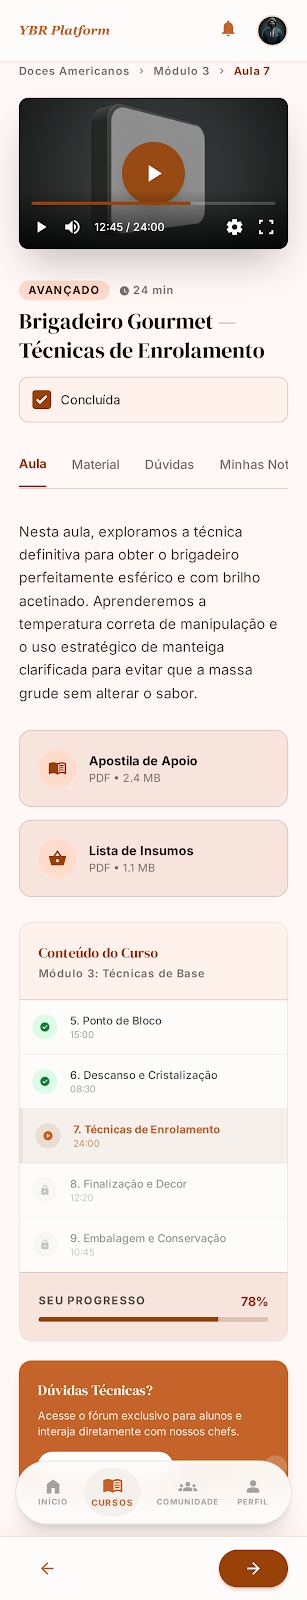 YBR Platform
Doces Americanos › Módulo 3 › Aula 7
12:45 / 24:00
AVANÇADO 24 min
Brigadeiro Gourmet —
Técnicas de Enrolamento
Concluída
Aula Material Dúvidas Minhas Not
Nesta aula, exploramos a técnica
definitiva para obter o brigadeiro
perfeitamente esférico e com brilho
acetinado. Aprenderemos a
temperatura correta de manipulação e
o uso estratégico de manteiga
clarificada para evitar que a massa
grude sem alterar o sabor.
Apostila de Apoio
PDF • 2.4 MB
Lista de Insumos
PDF • 1.1 MB
Conteúdo do Curso
Módulo 3: Técnicas de Base
5. Ponto de Bloco
15:00
6. Descanso e Cristalização
08:30
7. Técnicas de Enrolamento
24:00
8. Finalização e Decor
12:20
9. Embalagem e Conservação
10:45
SEU PROGRESSO 78%
Dúvidas Técnicas?
Acesse o fórum exclusivo para alunos e
interaja diretamente com nossos chefs.
INÍCIO CURSOS COMUNIDADE PERFIL